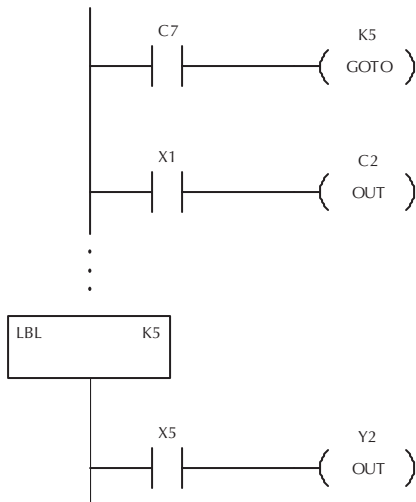 C7 K5
GOTO
X1 C2
OUT
LBL K5
X5 Y2
OUT